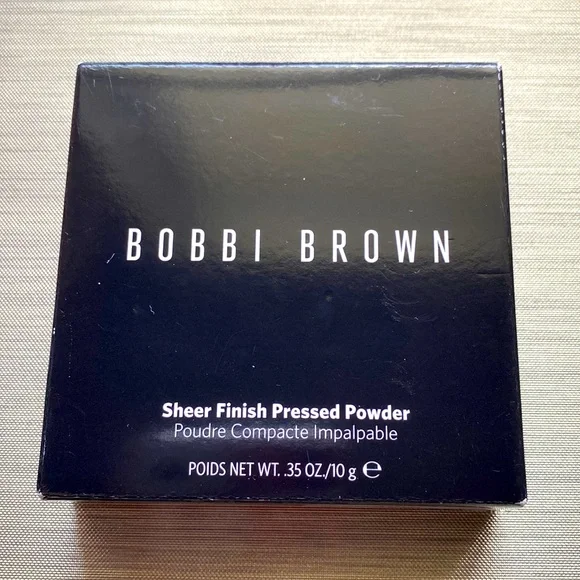 BOBBI BROWN
Sheer Finish Pressed Powder
Poudre Compacte Impalpable
POIDS NET WT. .35 OZ./10 g ℮